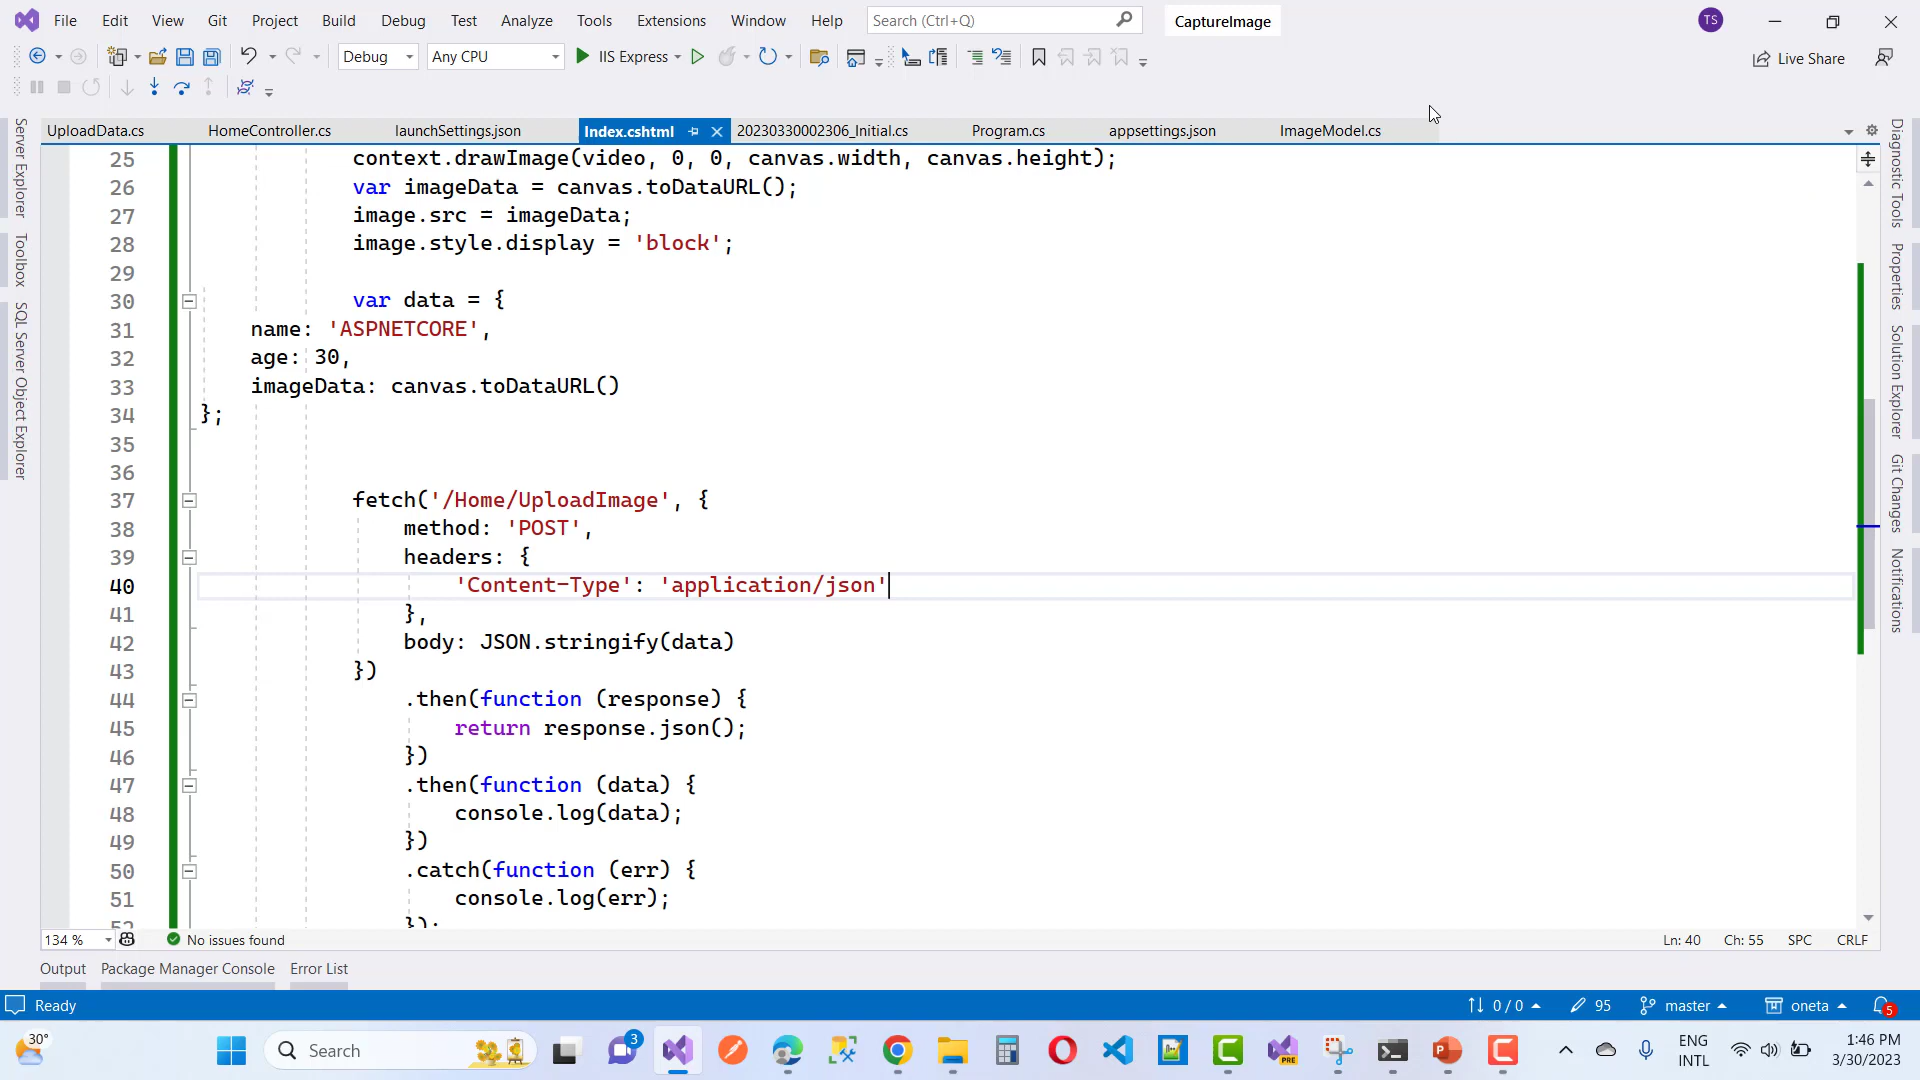 File Edit View Git Project Build Debug Test Analyze Tools Extensions Window Help Search (Ctrl+Q) CaptureImage TS
Debug Any CPU IIS Express Live Share
UploadData.cs HomeController.cs launchSettings.json Index.cshtml 20230330002306_Initial.cs Program.cs appsettings.json ImageModel.cs
Server Explorer
Toolbox
SQL Server Object Explorer
25 context.drawImage(video, 0, 0, canvas.width, canvas.height);
26 var imageData = canvas.toDataURL();
27 image.src = imageData;
28 image.style.display = 'block';
29
30 var data = {
31 name: 'ASPNETCORE',
32 age: 30,
33 imageData: canvas.toDataURL()
34 };
35
36
37 fetch('/Home/UploadImage', {
38 method: 'POST',
39 headers: {
40 'Content-Type': 'application/json'
41 },
42 body: JSON.stringify(data)
43 })
44 .then(function (response) {
45 return response.json();
46 })
47 .then(function (data) {
48 console.log(data);
49 })
50 .catch(function (err) {
51 console.log(err);
52 });
Diagnostic Tools
Properties
Solution Explorer
Git Changes
Notifications
134 % No issues found Ln: 40 Ch: 55 SPC CRLF
Output Package Manager Console Error List
Ready 0 / 0 95 master oneta 5
30° Search 3 PRE ENG INTL 1:46 PM 3/30/2023